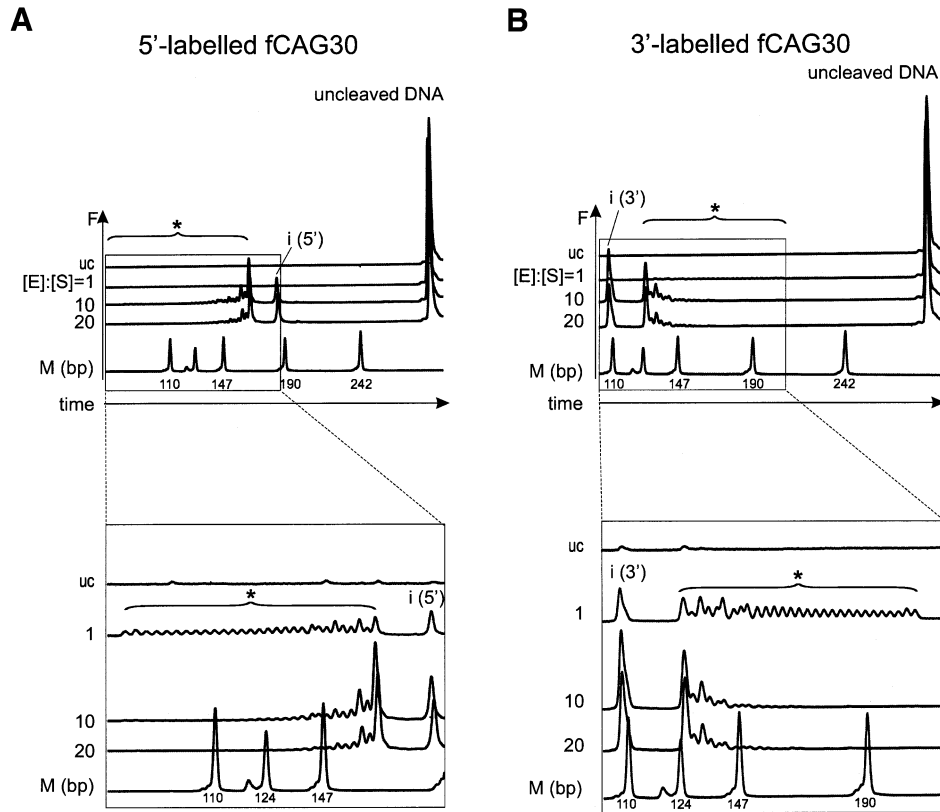 A
5'-labelled fCAG30
uncleaved DNA
F
*
i (5')
uc
[E]:[S]=1
10
20
M (bp)
110 147 190 242
time
uc
*
i (5')
1
10
20
M (bp)
110 124 147
B
3'-labelled fCAG30
uncleaved DNA
i (3')
F
*
uc
[E]:[S]=1
10
20
M (bp)
110 147 190 242
time
uc
i (3')
*
1
10
20
M (bp)
110 124 147 190